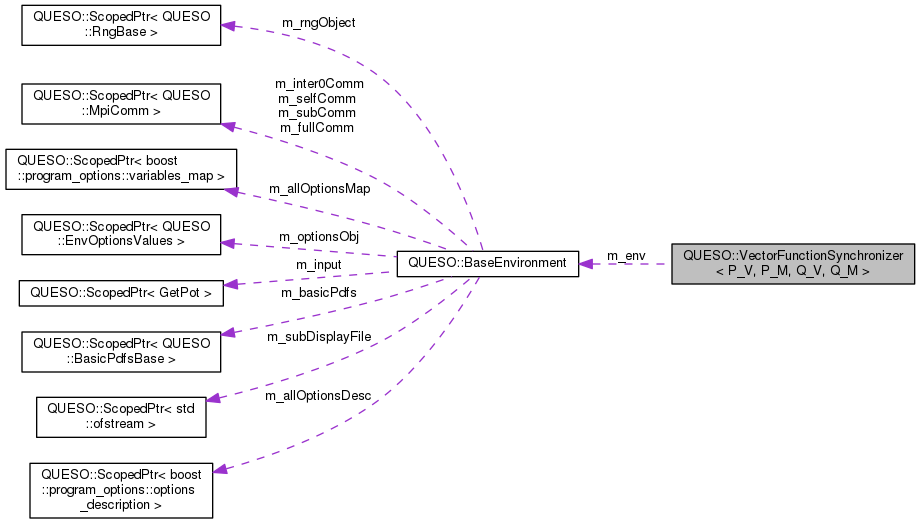 QUESO::ScopedPtr< QUESO
::RngBase >
m_rngObject
QUESO::ScopedPtr< QUESO
::MpiComm >
m_inter0Comm
m_selfComm
m_subComm
m_fullComm
QUESO::ScopedPtr< boost
::program_options::variables_map >
m_allOptionsMap
QUESO::ScopedPtr< QUESO
::EnvOptionsValues >
m_optionsObj
QUESO::ScopedPtr< GetPot >
m_input
QUESO::ScopedPtr< QUESO
::BasicPdfsBase >
m_basicPdfs
QUESO::ScopedPtr< std
::ofstream >
m_subDisplayFile
QUESO::ScopedPtr< boost
::program_options::options
_description >
m_allOptionsDesc
QUESO::BaseEnvironment
m_env
QUESO::VectorFunctionSynchronizer
< P_V, P_M, Q_V, Q_M >